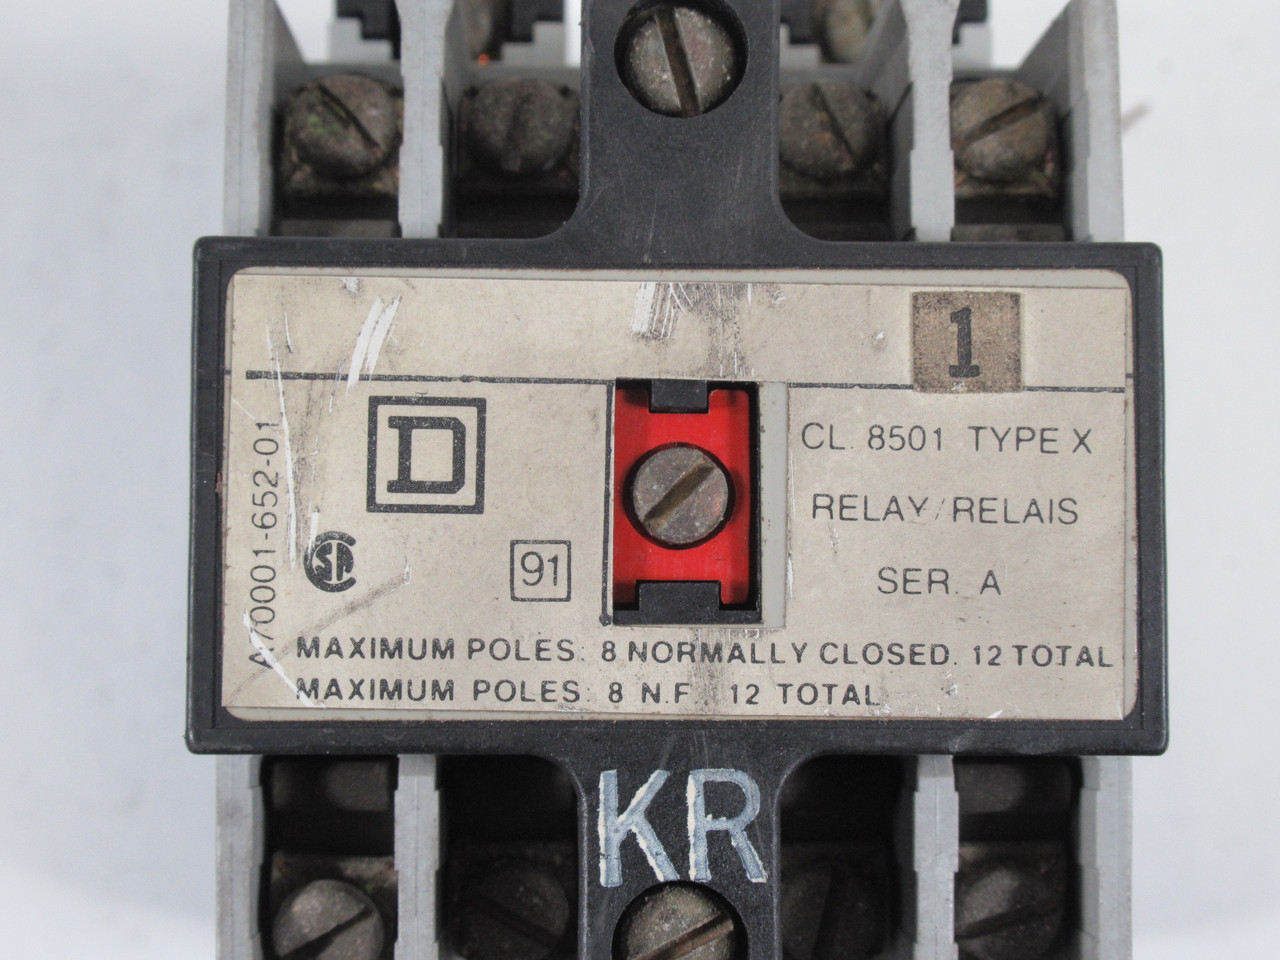 1
D
CL. 8501 TYPE X
RELAY/RELAIS
SER. A
A70001-652-01
SA
91
MAXIMUM POLES: 8 NORMALLY CLOSED. 12 TOTAL
MAXIMUM POLES: 8 N.F. 12 TOTAL
KR